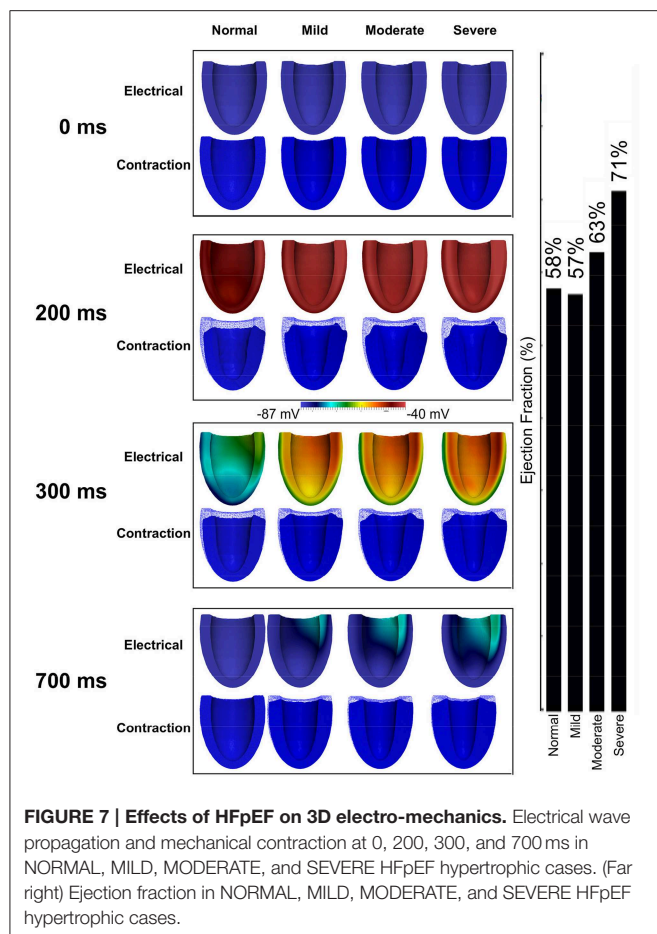 Normal Mild Moderate Severe
Electrical
0 ms
Contraction
Electrical
200 ms
Contraction
-87 mV -40 mV
Electrical
300 ms
Contraction
Electrical
700 ms
Contraction
Ejection Fraction (%)
58%
57%
63%
71%
Normal
Mild
Moderate
Severe
FIGURE 7 | Effects of HFpEF on 3D electro-mechanics. Electrical wave
propagation and mechanical contraction at 0, 200, 300, and 700 ms in
NORMAL, MILD, MODERATE, and SEVERE HFpEF hypertrophic cases. (Far
right) Ejection fraction in NORMAL, MILD, MODERATE, and SEVERE HFpEF
hypertrophic cases.